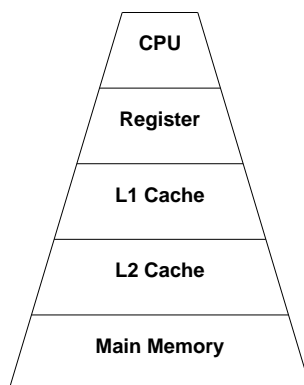 CPU
Register
L1 Cache
L2 Cache
Main Memory